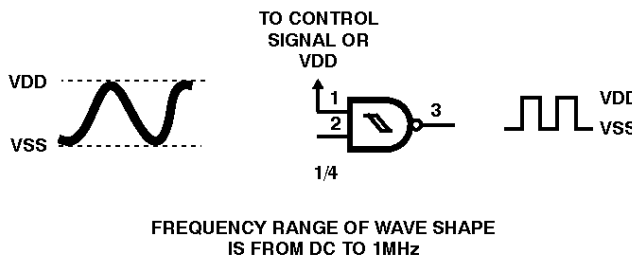 TO CONTROL
SIGNAL OR
VDD
VDD
VSS
1
2
3
1/4
VDD
VSS
FREQUENCY RANGE OF WAVE SHAPE
IS FROM DC TO 1MHz